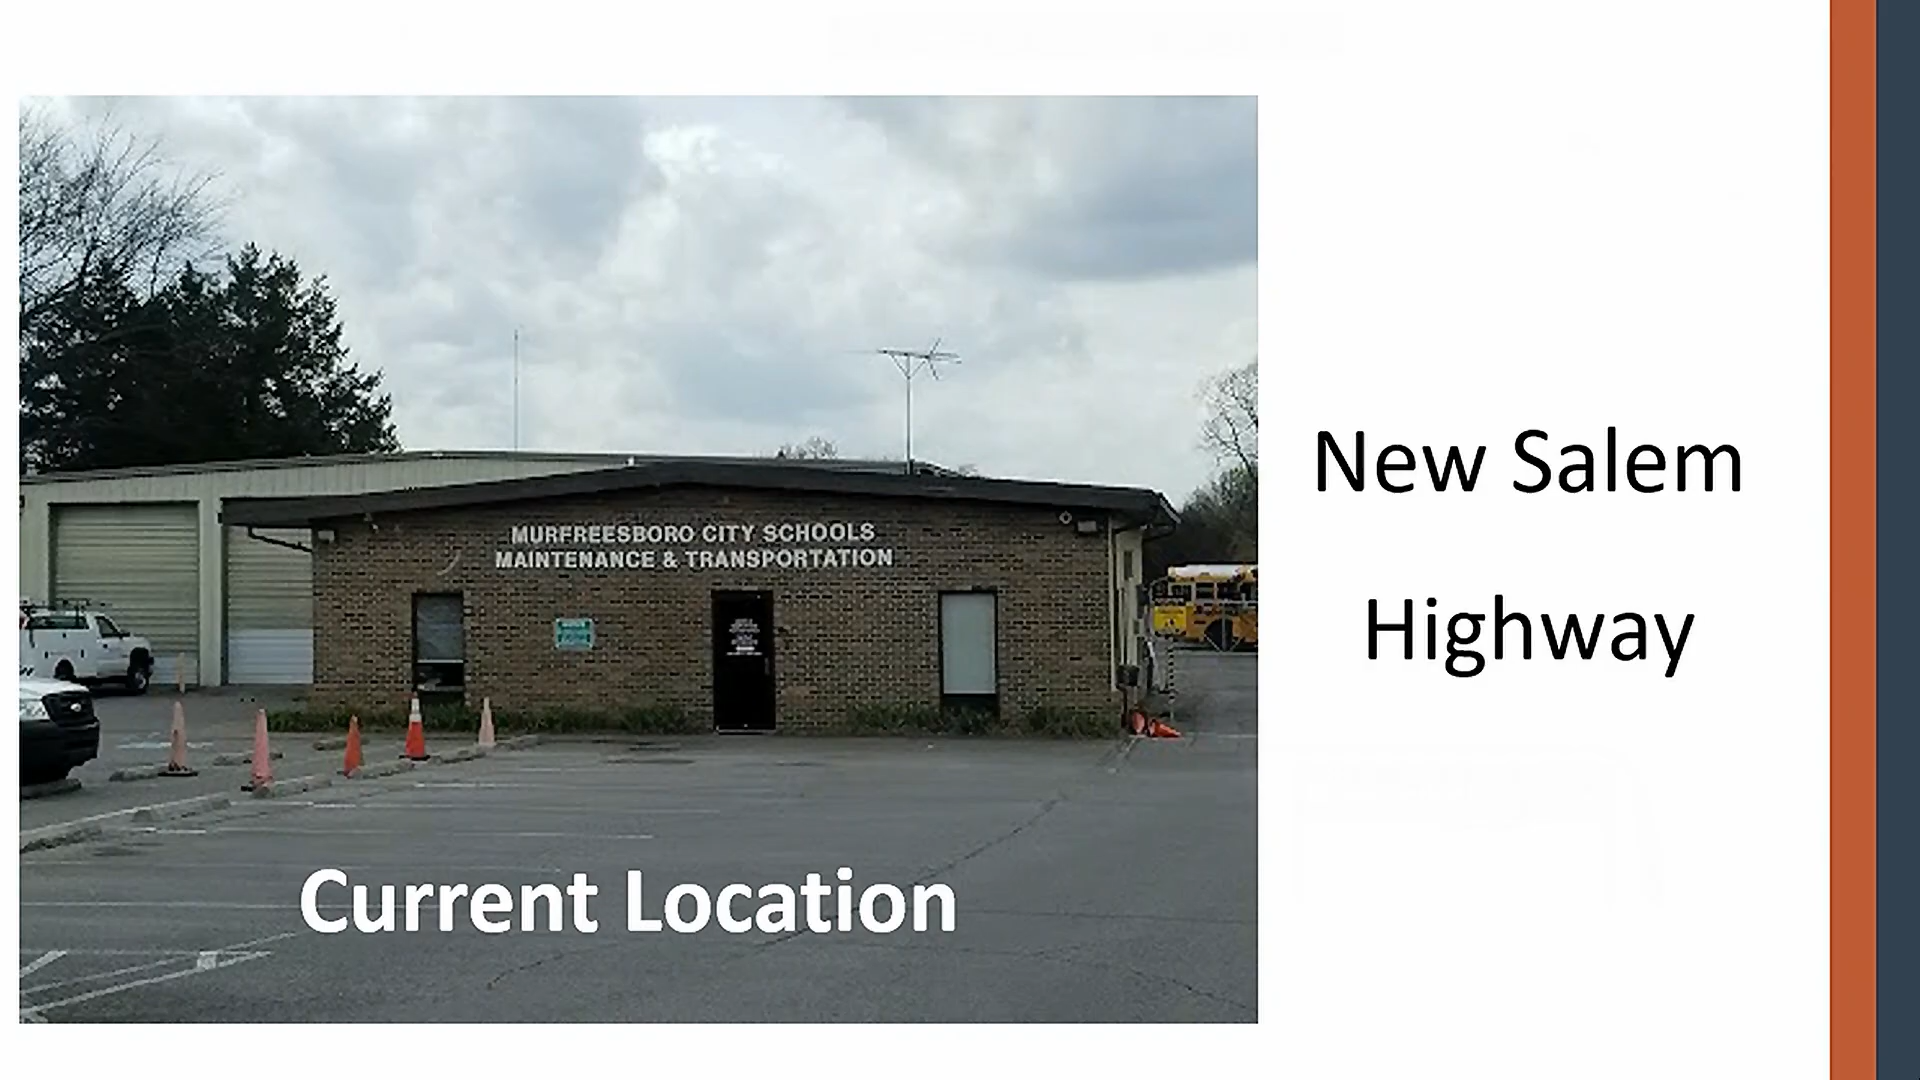 MURFREESBORO CITY SCHOOLS
MAINTENANCE & TRANSPORTATION
Current Location
New Salem
Highway